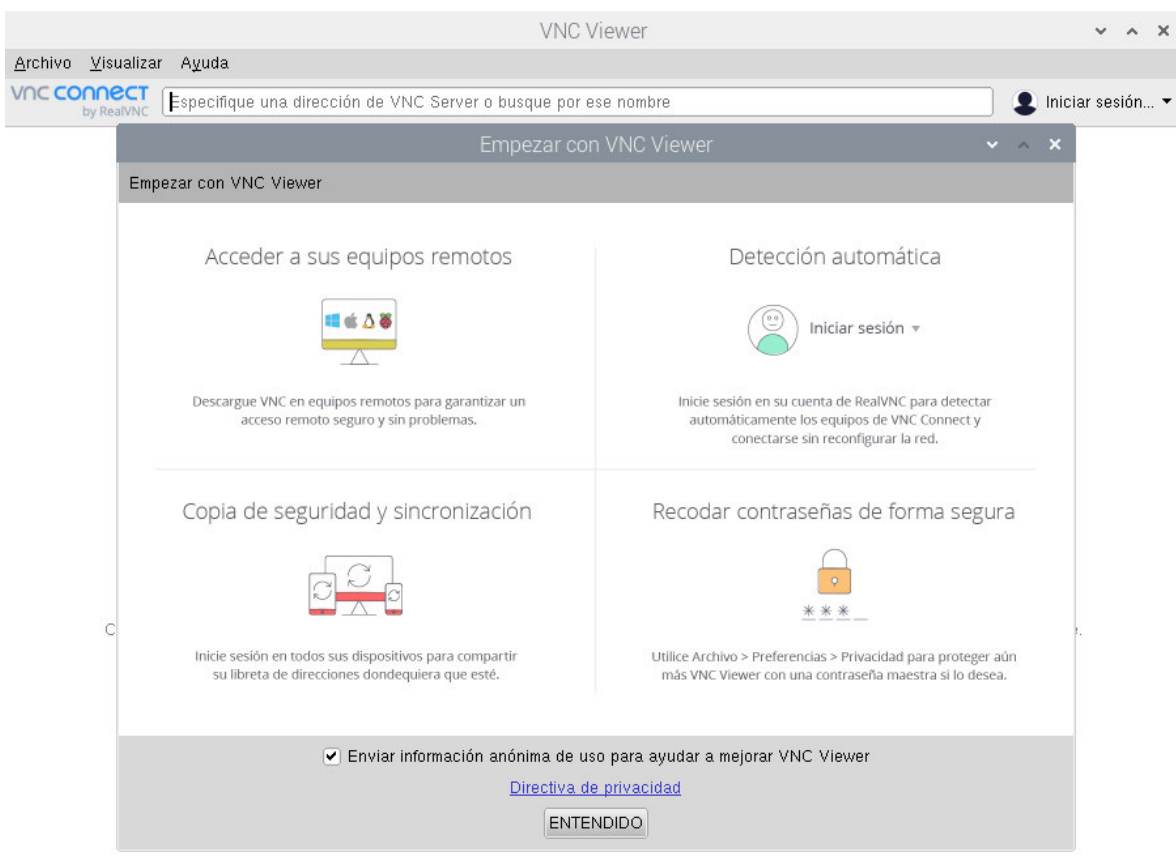 VNC Viewer
Archivo Visualizar Ayuda
vnc connect
by RealVNC
Especifique una dirección de VNC Server o busque por ese nombre
Iniciar sesión...
Empezar con VNC Viewer
Empezar con VNC Viewer
Acceder a sus equipos remotos
Descargue VNC en equipos remotos para garantizar un
acceso remoto seguro y sin problemas.
Detección automática
Iniciar sesión
Inicie sesión en su cuenta de RealVNC para detectar
automáticamente los equipos de VNC Connect y
conectarse sin reconfigurar la red.
Copia de seguridad y sincronización
Inicie sesión en todos sus dispositivos para compartir
su libreta de direcciones dondequiera que esté.
Recodar contraseñas de forma segura
***_
Utilice Archivo > Preferencias > Privacidad para proteger aún
más VNC Viewer con una contraseña maestra si lo desea.
C
Enviar información anónima de uso para ayudar a mejorar VNC Viewer
Directiva de privacidad
ENTENDIDO